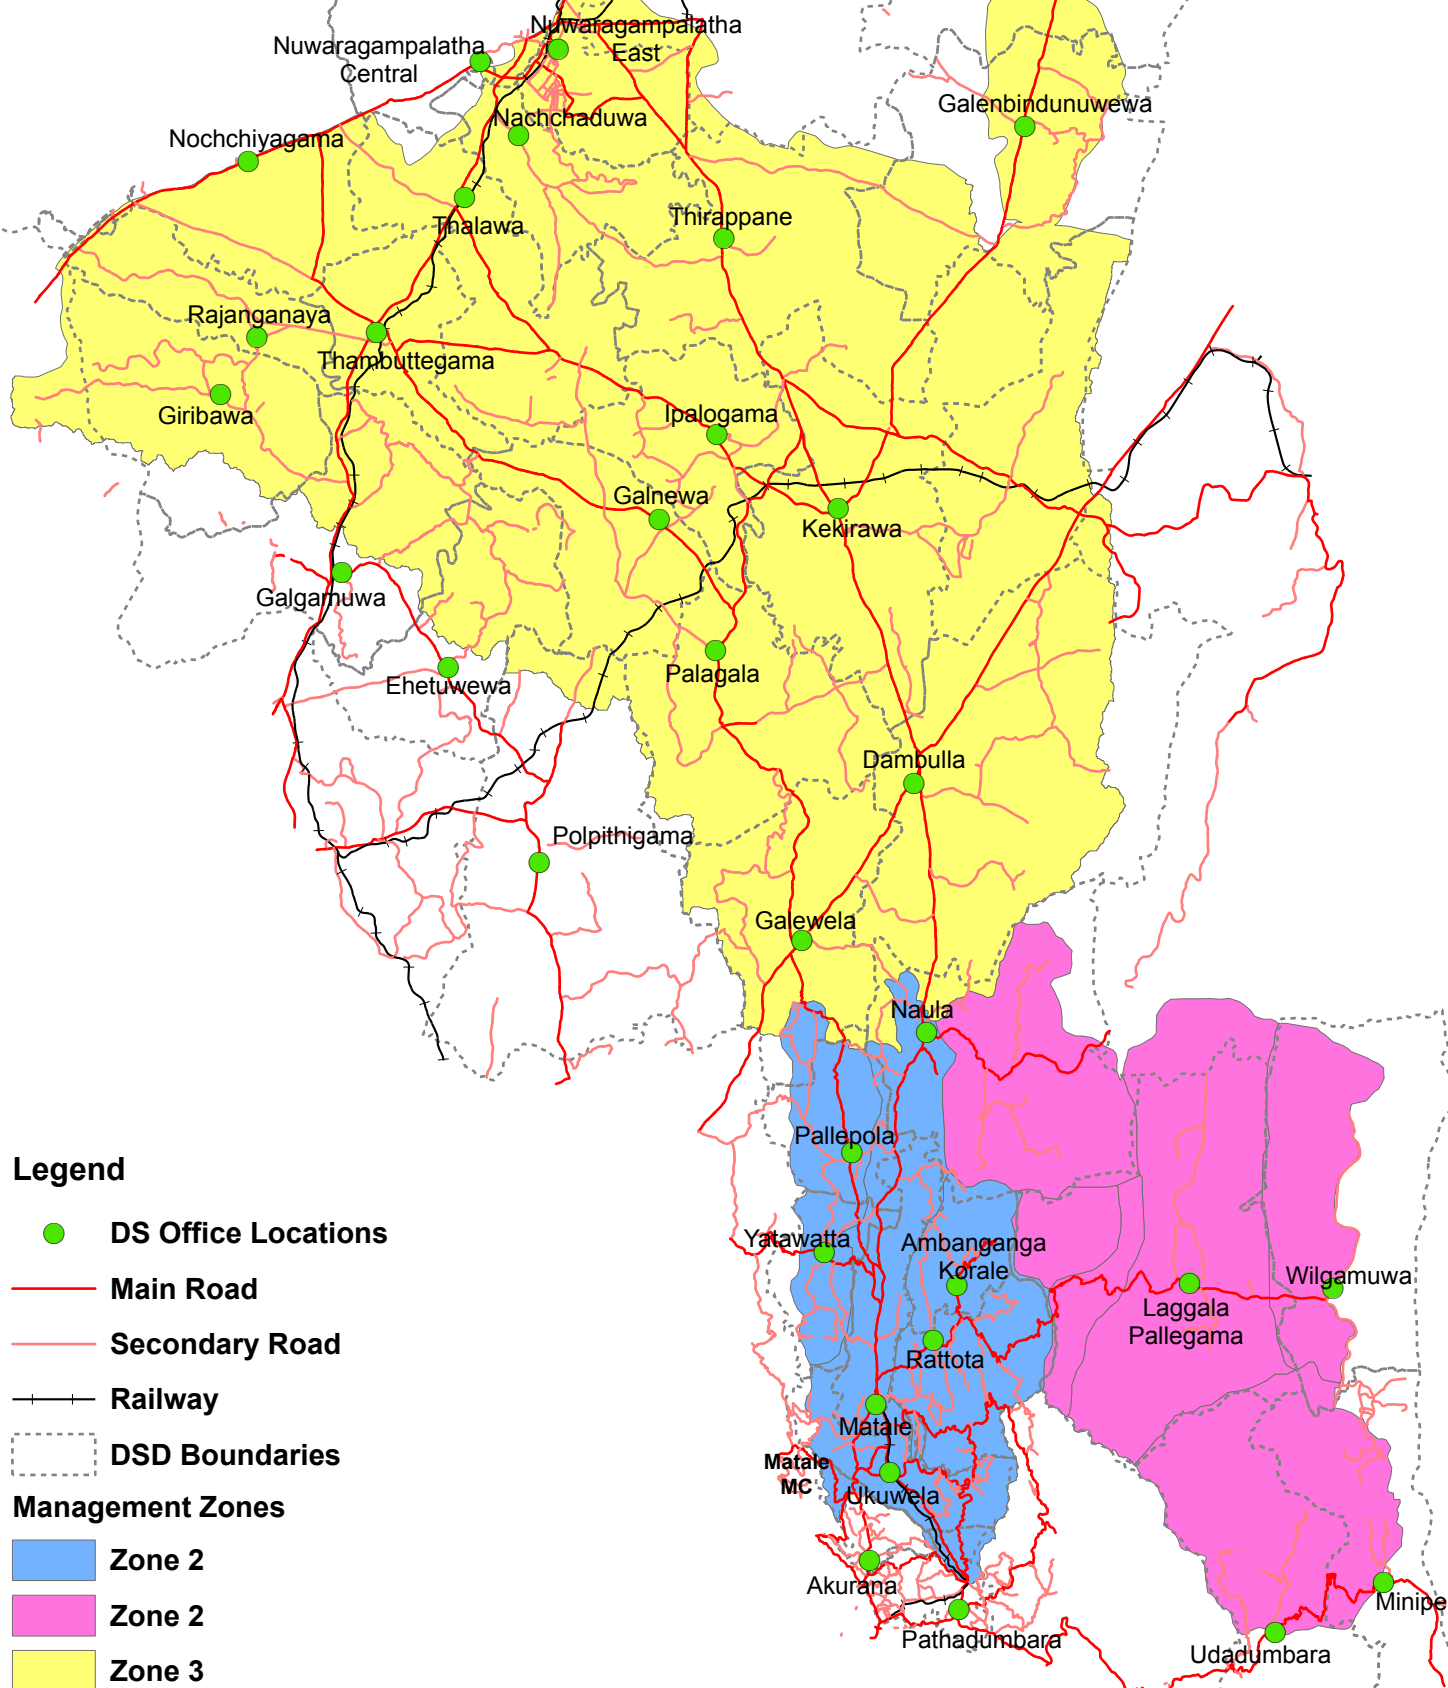 Nuwaragampalatha
East
Nuwaragampalatha
Central
Galenbindunuwewa
Nachchaduwa
Nochchiyagama
Thirappane
Thalawa
Rajanganaya
Thambuttegama
Giribawa
Ipalogama
Galnewa
Kekirawa
Galgamuwa
Palagala
Ehetuwewa
Dambulla
Polpithigama
Galewela
Naula
Pallepola
Yatawatta
Ambanganga
Korale
Wilgamuwa
Laggala
Pallegama
Rattota
Matale
Matale
MC
Ukuwela
Akurana
Minipe
Pathadumbara
Udadumbara
Legend
DS Office Locations
Main Road
Secondary Road
Railway
DSD Boundaries
Management Zones
Zone 2
Zone 2
Zone 3